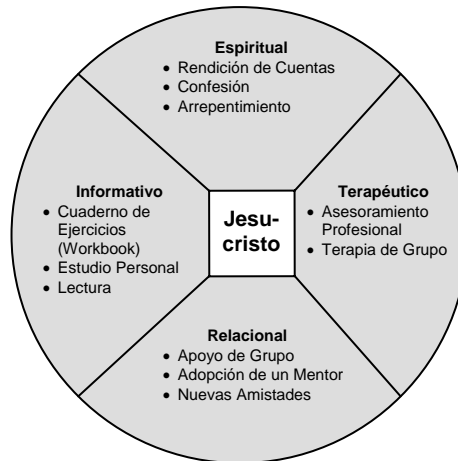 Espiritual
• Rendición de Cuentas
• Confesión
• Arrepentimiento
Informativo
• Cuaderno de
Ejercicios
(Workbook)
• Estudio Personal
• Lectura
Jesu-
cristo
Terapéutico
• Asesoramiento
Profesional
• Terapia de Grupo
Relacional
• Apoyo de Grupo
• Adopción de un Mentor
• Nuevas Amistades